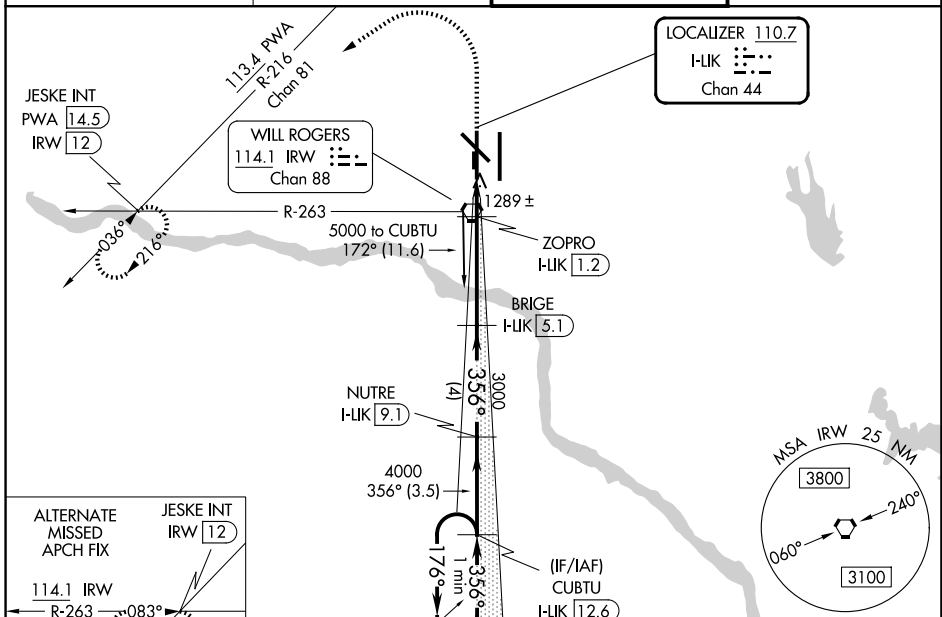 113.4 PWA
R-216
Chan 81
LOCALIZER 110.7
I-LIK
Chan 44
JESKE INT
PWA 14.5
IRW 12
WILL ROGERS
114.1 IRW
Chan 88
1289 ±
R-263
036°
216°
5000 to CUBTU
172° (11.6)
ZOPRO
I-LIK 1.2
BRIGE
I-LIK 5.1
3000
356°
(4)
NUTRE
I-LIK 9.1
4000
356° (3.5)
MSA IRW 25 NM
3800
240°
060°
3100
ALTERNATE
MISSED
APCH FIX
JESKE INT
IRW 12
114.1 IRW
R-263
083°
176°
1 min
356°
(IF/IAF)
CUBTU
I-LIK 12.6